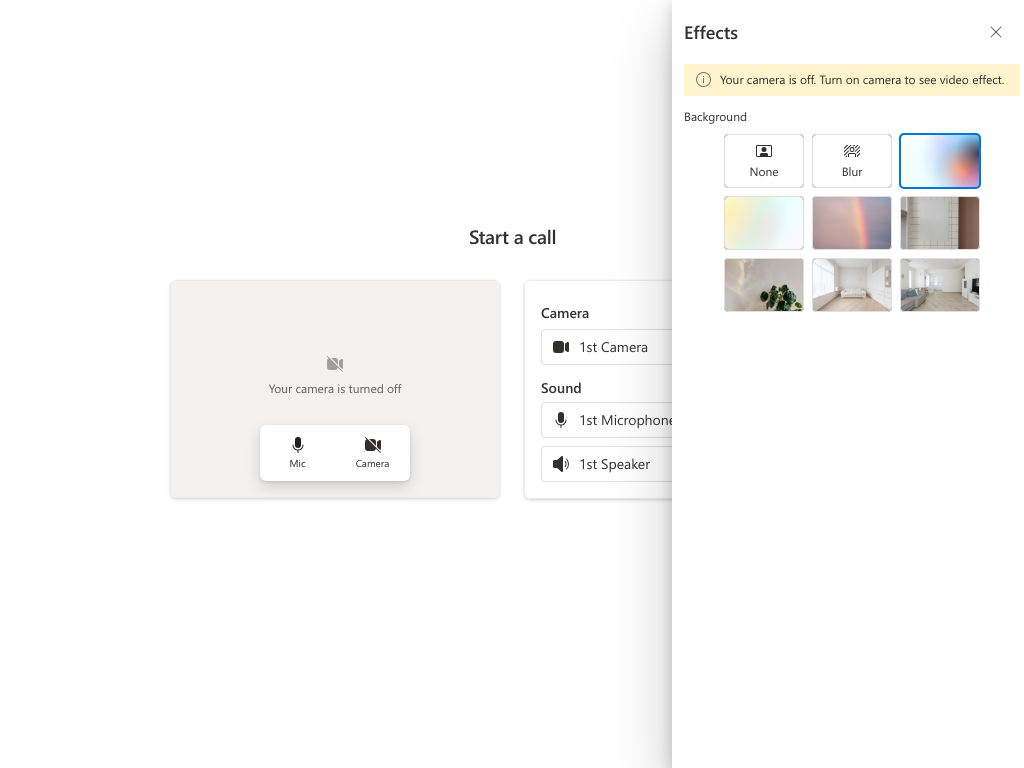 Effects
Your camera is off. Turn on camera to see video effect.
Background
None
Blur
Start a call
Your camera is turned off
Mic
Camera
Camera
1st Camera
Sound
1st Microphone
1st Speaker